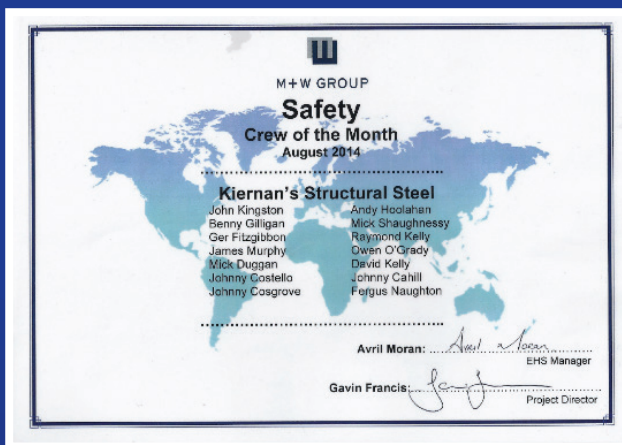 M+W GROUP
Safety
Crew of the Month
August 2014
Kiernan's Structural Steel
John Kingston Andy Hoolahan
Benny Gilligan Mick Shaughnessy
Ger Fitzgibbon Raymond Kelly
James Murphy Owen O'Grady
Mick Duggan David Kelly
Johnny Costello Johnny Cahill
Johnny Cosgrove Fergus Naughton
Avril Moran: Avril Moran
EHS Manager
Gavin Francis:
Project Director